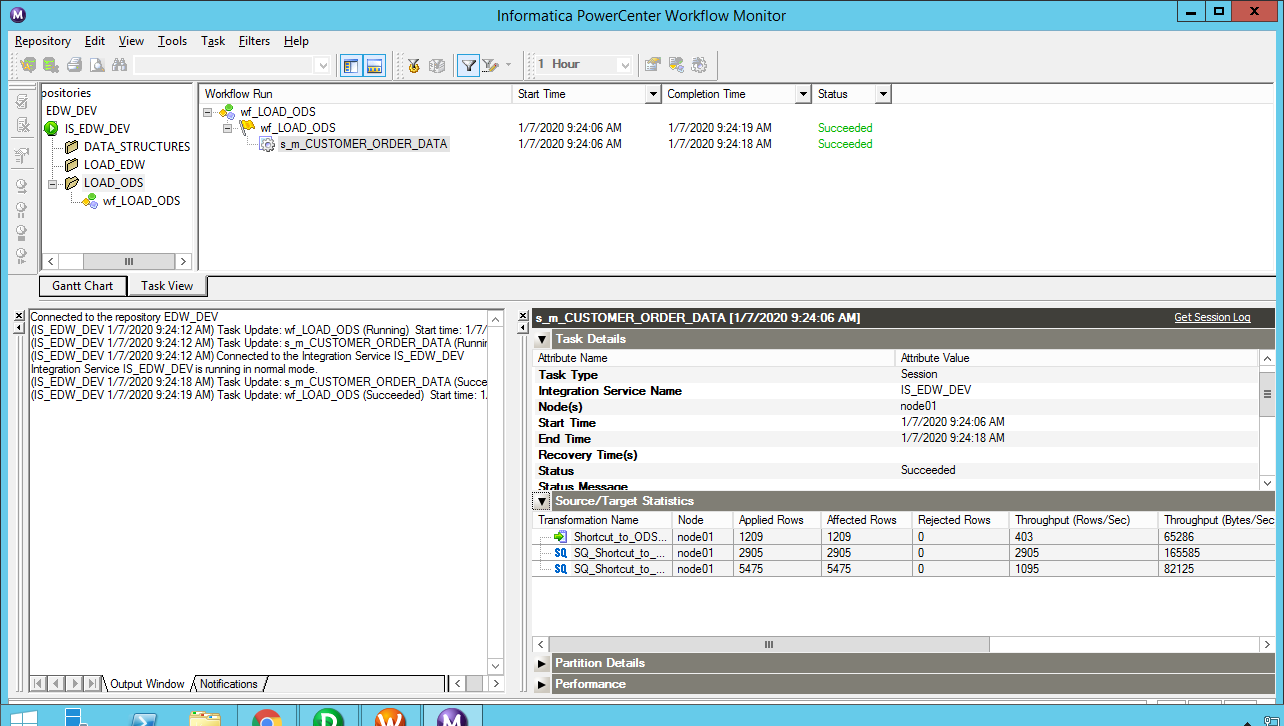 Informatica PowerCenter Workflow Monitor
Repository Edit View Tools Task Filters Help
1 Hour
positories
EDW_DEV
IS_EDW_DEV
DATA_STRUCTURES
LOAD_EDW
LOAD_ODS
wf_LOAD_ODS
Workflow Run Start Time Completion Time Status
wf_LOAD_ODS
wf_LOAD_ODS 1/7/2020 9:24:06 AM 1/7/2020 9:24:19 AM Succeeded
s_m_CUSTOMER_ORDER_DATA 1/7/2020 9:24:06 AM 1/7/2020 9:24:18 AM Succeeded
Gantt Chart Task View
Connected to the repository EDW_DEV
(IS_EDW_DEV 1/7/2020 9:24:12 AM) Task Update: wf_LOAD_ODS (Running) Start time: 1/7/
(IS_EDW_DEV 1/7/2020 9:24:12 AM) Task Update: s_m_CUSTOMER_ORDER_DATA (Runnin
(IS_EDW_DEV 1/7/2020 9:24:12 AM) Connected to the Integration Service IS_EDW_DEV
Integration Service IS_EDW_DEV is running in normal mode.
(IS_EDW_DEV 1/7/2020 9:24:18 AM) Task Update: s_m_CUSTOMER_ORDER_DATA (Succe
(IS_EDW_DEV 1/7/2020 9:24:19 AM) Task Update: wf_LOAD_ODS (Succeeded) Start time: 1/
Output Window Notifications
s_m_CUSTOMER_ORDER_DATA [1/7/2020 9:24:06 AM] Get Session Log
Task Details
Attribute Name Attribute Value
Task Type Session
Integration Service Name IS_EDW_DEV
Node(s) node01
Start Time 1/7/2020 9:24:06 AM
End Time 1/7/2020 9:24:18 AM
Recovery Time(s)
Status Succeeded
Status Message
Source/Target Statistics
Transformation Name Node Applied Rows Affected Rows Rejected Rows Throughput (Rows/Sec) Throughput (Bytes/Sec
Shortcut_to_ODS... node01 1209 1209 0 403 65286
SQ SQ_Shortcut_to_... node01 2905 2905 0 2905 165585
SQ SQ_Shortcut_to_... node01 5475 5475 0 1095 82125
Partition Details
Performance